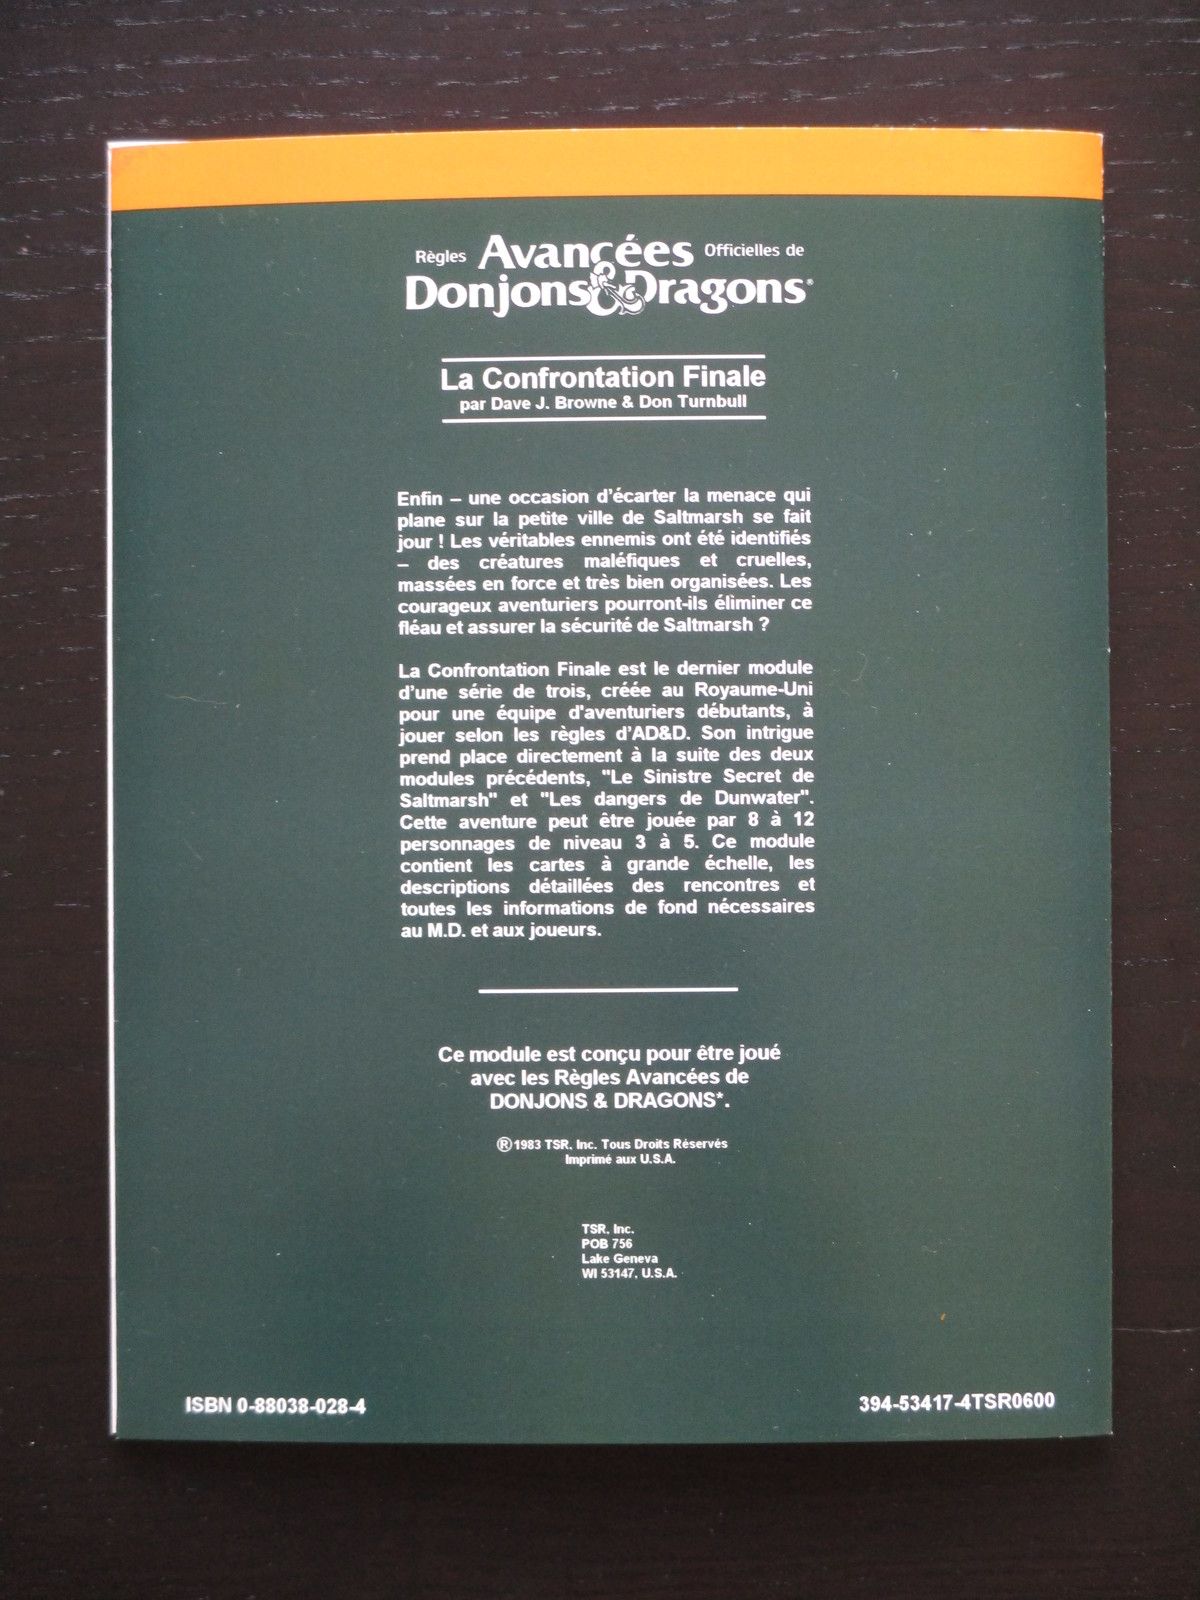 Règles Avancées Officielles de
Donjons & Dragons®
La Confrontation Finale
par Dave J. Browne & Don Turnbull
Enfin – une occasion d'écarter la menace qui
plane sur la petite ville de Saltmarsh se fait
jour ! Les véritables ennemis ont été identifiés
– des créatures maléfiques et cruelles,
massées en force et très bien organisées. Les
courageux aventuriers pourront-ils éliminer ce
fléau et assurer la sécurité de Saltmarsh ?
La Confrontation Finale est le dernier module
d'une série de trois, créée au Royaume-Uni
pour une équipe d'aventuriers débutants, à
jouer selon les règles d'AD&D. Son intrigue
prend place directement à la suite des deux
modules précédents, "Le Sinistre Secret de
Saltmarsh" et "Les dangers de Dunwater".
Cette aventure peut être jouée par 8 à 12
personnages de niveau 3 à 5. Ce module
contient les cartes à grande échelle, les
descriptions détaillées des rencontres et
toutes les informations de fond nécessaires
au M.D. et aux joueurs.
Ce module est conçu pour être joué
avec les Règles Avancées de
DONJONS & DRAGONS*.
®1983 TSR, Inc. Tous Droits Réservés
Imprimé aux U.S.A.
TSR, Inc.
POB 756
Lake Geneva
WI 53147, U.S.A.
ISBN 0-88038-028-4
394-53417-4TSR0600